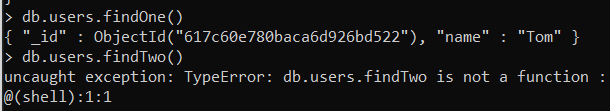 > db.users.findOne()
{ "_id" : ObjectId("617c60e780baca6d926bd522"), "name" : "Tom" }
> db.users.findTwo()
uncaught exception: TypeError: db.users.findTwo is not a function :
@(shell):1:1